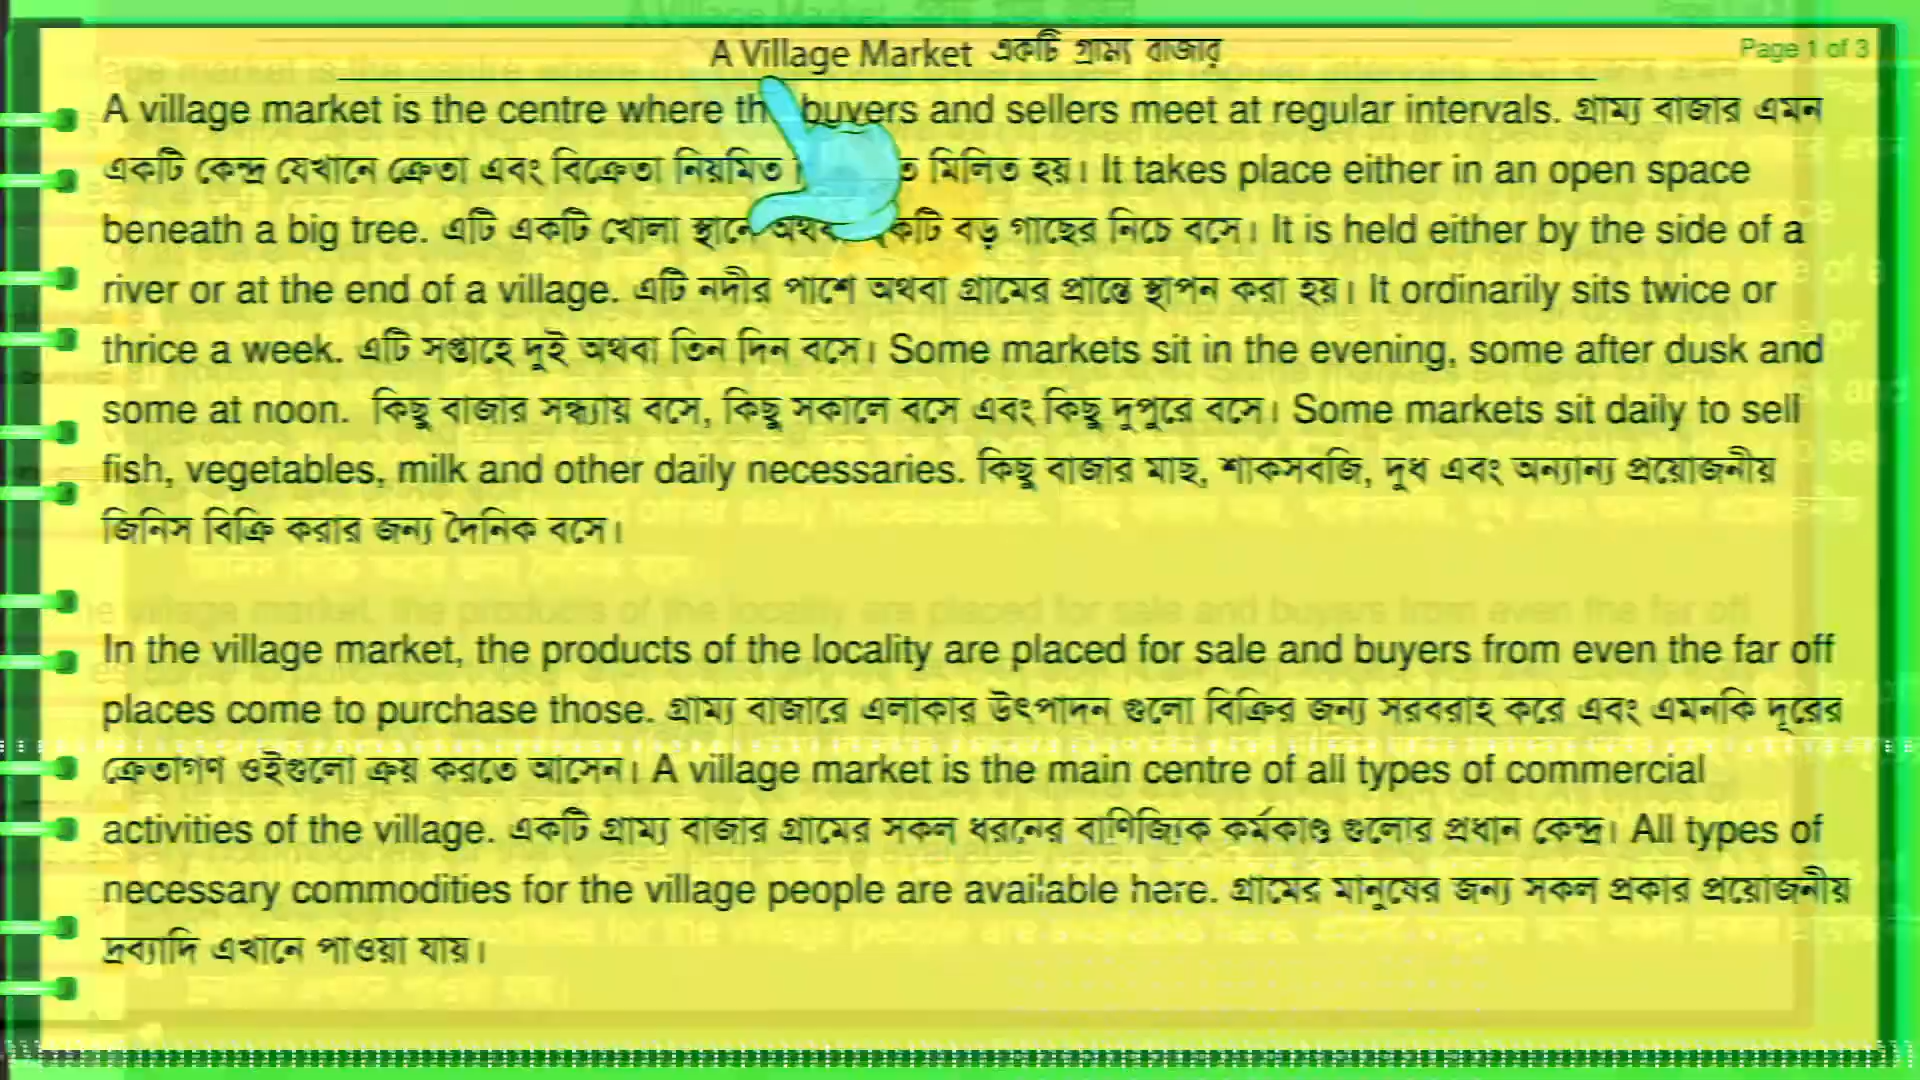 A Village Market একটি গ্রাম্য বাজার
Page 1 of 3
A village market is the centre where buyers and sellers meet at regular intervals. গ্রাম্য বাজার এমন
একটি কেন্দ্র যেখানে ক্রেতা এবং বিক্রেতা নিয়মিত মিলিত হয়। It takes place either in an open space
beneath a big tree. এটি একটি খোলা স্থানে বড় গাছের নিচে বসে। It is held either by the side of a
river or at the end of a village. এটি নদীর পাশে অথবা গ্রামের প্রান্তে স্থাপন করা হয়। It ordinarily sits twice or
thrice a week. এটি সপ্তাহে দুই অথবা তিন দিন বসে। Some markets sit in the evening, some after dusk and
some at noon. কিছু বাজার সন্ধ্যায় বসে, কিছু সকালে বসে এবং কিছু দুপুরে বসে। Some markets sit daily to sell
fish, vegetables, milk and other daily necessaries. কিছু বাজার মাছ, শাকসবজি, দুধ এবং অন্যান্য প্রয়োজনীয়
জিনিস বিক্রি করার জন্য দৈনিক বসে।
In the village market, the products of the locality are placed for sale and buyers from even the far off
places come to purchase those. গ্রাম্য বাজারে এলাকার উৎপাদন গুলো বিক্রির জন্য সরবরাহ করে এবং এমনকি দূরের
ক্রেতাগণ ওইগুলো ক্রয় করতে আসেন। A village market is the main centre of all types of commercial
activities of the village. একটি গ্রাম্য বাজার গ্রামের সকল ধরনের বাণিজ্যিক কর্মকাণ্ড গুলোর প্রধান কেন্দ্র। All types of
necessary commodities for the village people are available here. গ্রামের মানুষের জন্য সকল প্রকার প্রয়োজনীয়
দ্রব্যাদি এখানে পাওয়া যায়।